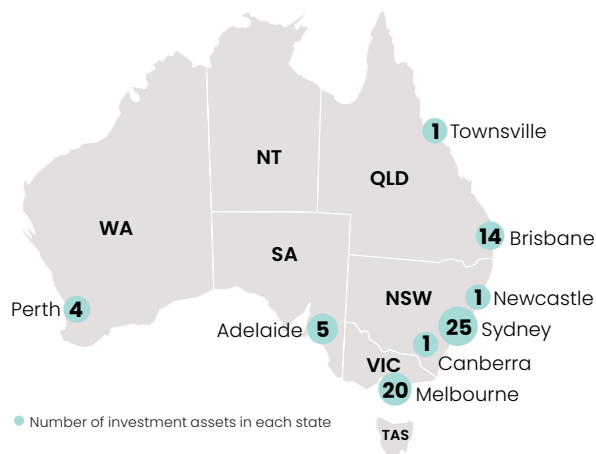 1 Townsville
NT
QLD
WA
14 Brisbane
SA
NSW
1 Newcastle
Perth 4
Adelaide 5
25 Sydney
1 Canberra
VIC
20 Melbourne
Number of investment assets in each state
TAS